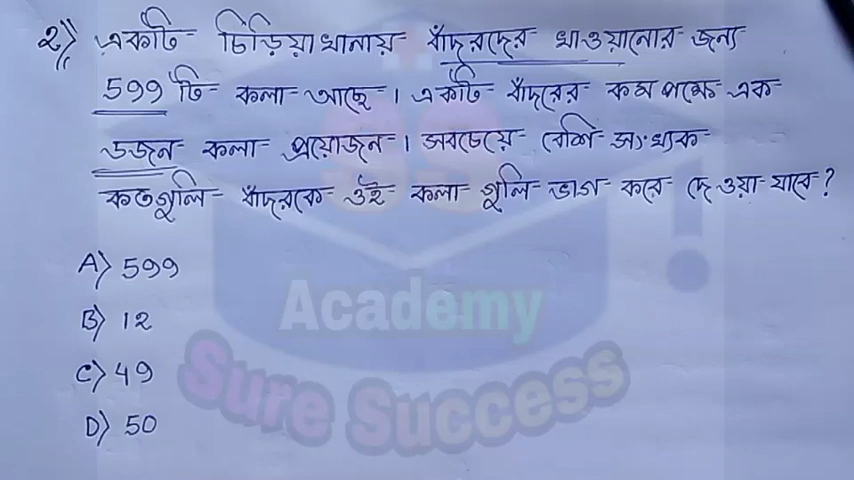 ২) একটি চিড়িয়াখানায় বাঁদরদের খাওয়ানোর জন্য
599 টি কলা আছে। একটি বাঁদরের কমপক্ষে এক
ডজন কলা প্রয়োজন। সবচেয়ে বেশি সংখ্যক
কতগুলি বাঁদরকে ওই কলা গুলি ভাগ করে দেওয়া যাবে?
A) 599
B) 12
C) 49
D) 50
SS
Academy
Sure Success